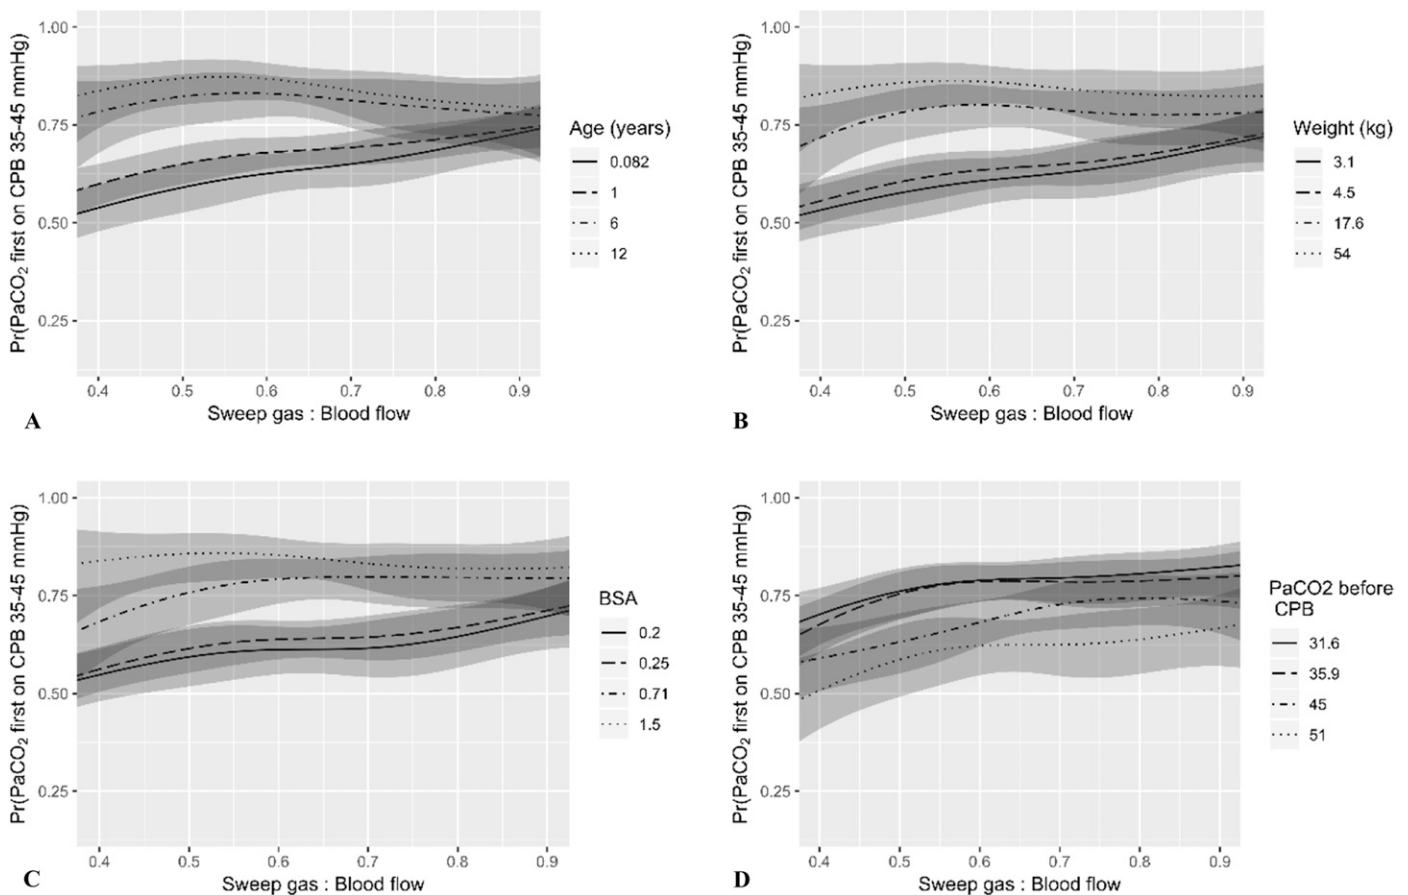 1.00
0.75
0.50
0.25
Pr(PaCO₂ first on CPB 35-45 mmHg)
0.4 0.5 0.6 0.7 0.8 0.9
Sweep gas : Blood flow
Age (years)
0.082
1
6
12
A
1.00
0.75
0.50
0.25
Pr(PaCO₂ first on CPB 35-45 mmHg)
0.4 0.5 0.6 0.7 0.8 0.9
Sweep gas : Blood flow
Weight (kg)
3.1
4.5
17.6
54
B
1.00
0.75
0.50
0.25
Pr(PaCO₂ first on CPB 35-45 mmHg)
0.4 0.5 0.6 0.7 0.8 0.9
Sweep gas : Blood flow
BSA
0.2
0.25
0.71
1.5
C
1.00
0.75
0.50
0.25
Pr(PaCO₂ first on CPB 35-45 mmHg)
0.4 0.5 0.6 0.7 0.8 0.9
Sweep gas : Blood flow
PaCO2 before
CPB
31.6
35.9
45
51
D